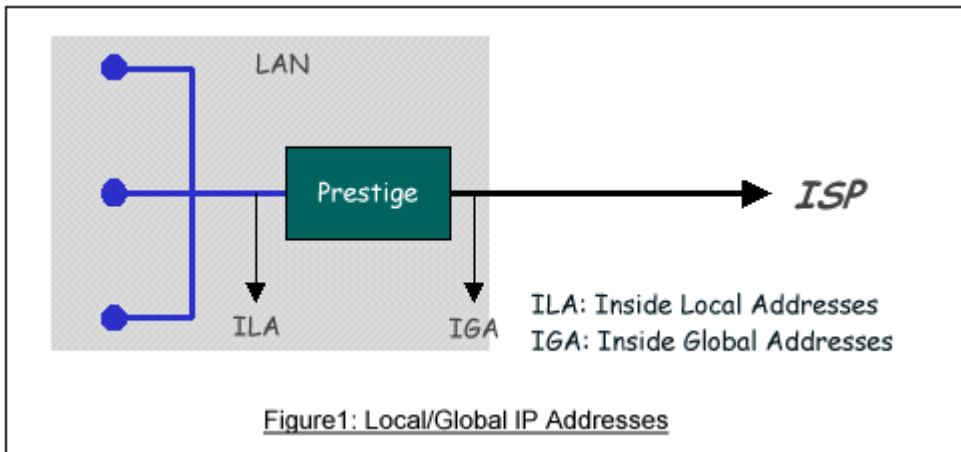 LAN
Prestige
ISP
ILA
IGA
ILA: Inside Local Addresses
IGA: Inside Global Addresses
Figure1: Local/Global IP Addresses